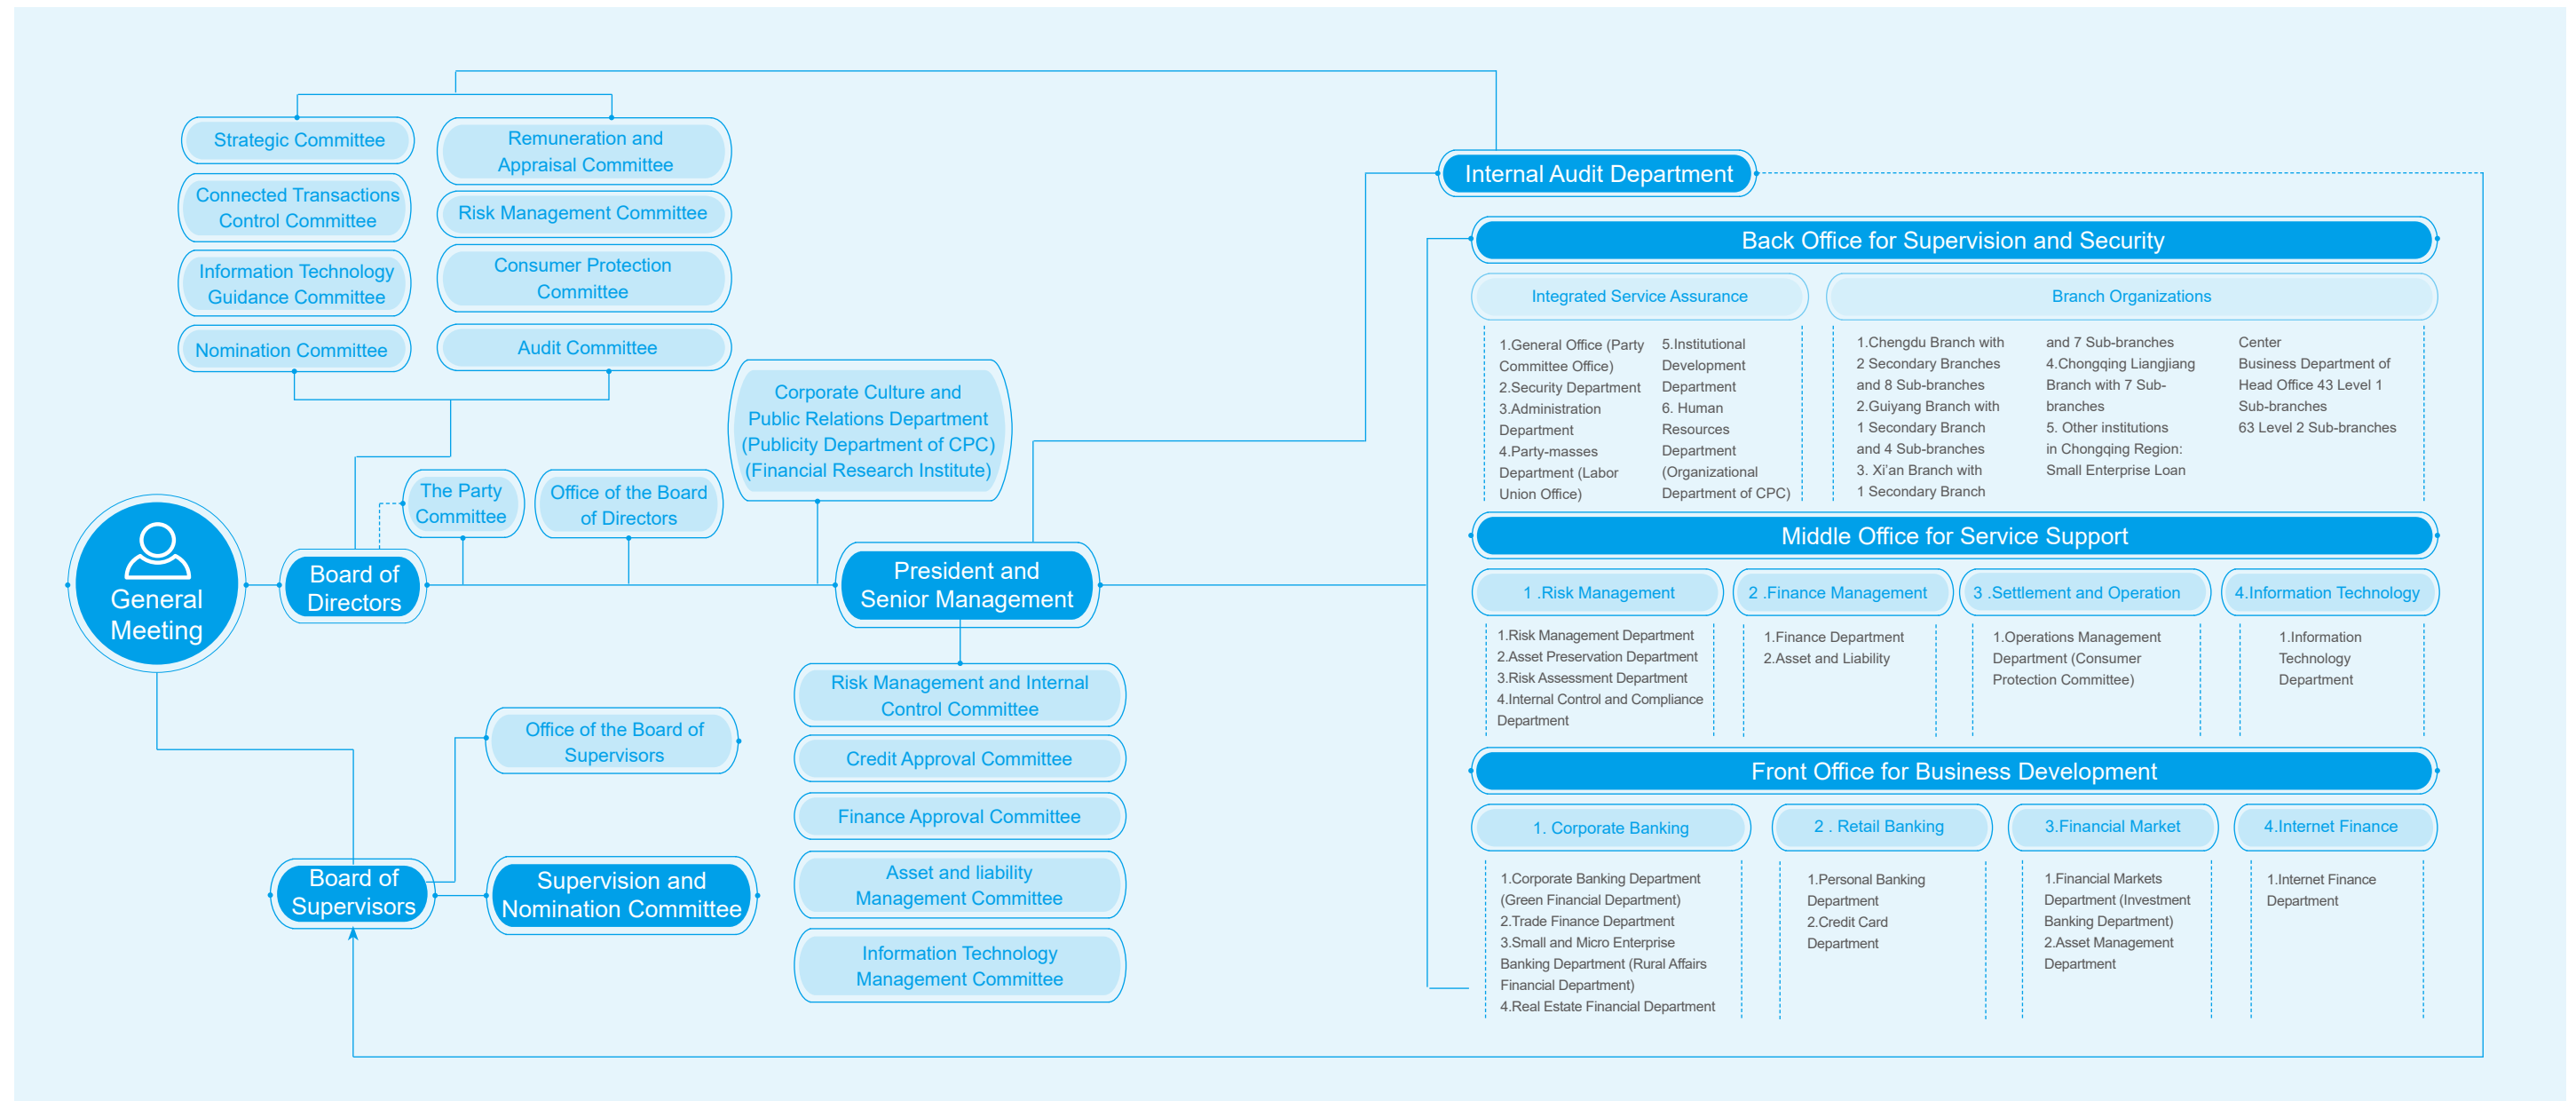 Strategic Committee
Connected Transactions
Control Committee
Information Technology
Guidance Committee
Nomination Committee
Remuneration and
Appraisal Committee
Risk Management Committee
Consumer Protection
Committee
Audit Committee
Corporate Culture and
Public Relations Department
(Publicity Department of CPC)
(Financial Research Institute)
The Party
Committee
Office of the Board
of Directors
General
Meeting
Board of
Directors
President and
Senior Management
Risk Management and Internal
Control Committee
Credit Approval Committee
Finance Approval Committee
Asset and liability
Management Committee
Information Technology
Management Committee
Office of the Board of
Supervisors
Board of
Supervisors
Supervision and
Nomination Committee
Internal Audit Department
Back Office for Supervision and Security
Integrated Service Assurance
1.General Office (Party
Committee Office)
2.Security Department
3.Administration
Department
4.Party-masses
Department (Labor
Union Office)
5.Institutional
Development
Department
6. Human
Resources
Department
(Organizational
Department of CPC)
Branch Organizations
1.Chengdu Branch with
2 Secondary Branches
and 8 Sub-branches
2.Guiyang Branch with
1 Secondary Branch
and 4 Sub-branches
3. Xi'an Branch with
1 Secondary Branch
and 7 Sub-branches
4.Chongqing Liangjiang
Branch with 7 Sub-
branches
5. Other institutions
in Chongqing Region:
Small Enterprise Loan
Center
Business Department of
Head Office 43 Level 1
Sub-branches
63 Level 2 Sub-branches
Middle Office for Service Support
1 .Risk Management
1.Risk Management Department
2.Asset Preservation Department
3.Risk Assessment Department
4.Internal Control and Compliance
Department
2 .Finance Management
1.Finance Department
2.Asset and Liability
3 .Settlement and Operation
1.Operations Management
Department (Consumer
Protection Committee)
4.Information Technology
1.Information
Technology
Department
Front Office for Business Development
1. Corporate Banking
1.Corporate Banking Department
(Green Financial Department)
2.Trade Finance Department
3.Small and Micro Enterprise
Banking Department (Rural Affairs
Financial Department)
4.Real Estate Financial Department
2 . Retail Banking
1.Personal Banking
Department
2.Credit Card
Department
3.Financial Market
1.Financial Markets
Department (Investment
Banking Department)
2.Asset Management
Department
4.Internet Finance
1.Internet Finance
Department